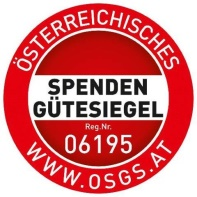 ÖSTERREICHISCHES
SPENDEN
GÜTESIEGEL
Reg.Nr.
06195
WWW.OSGS.AT